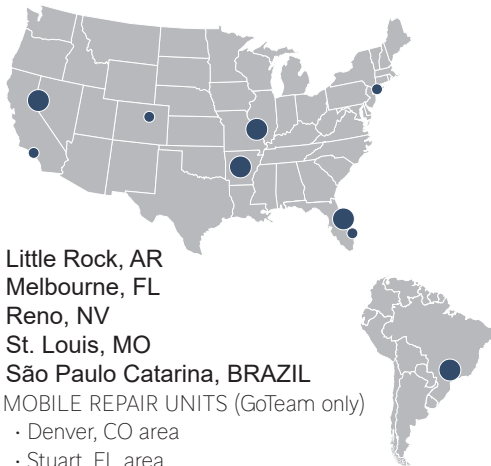 Little Rock, AR
Melbourne, FL
Reno, NV
St. Louis, MO
São Paulo Catarina, BRAZIL
MOBILE REPAIR UNITS (GoTeam only)
· Denver, CO area
· Stuart, FL area